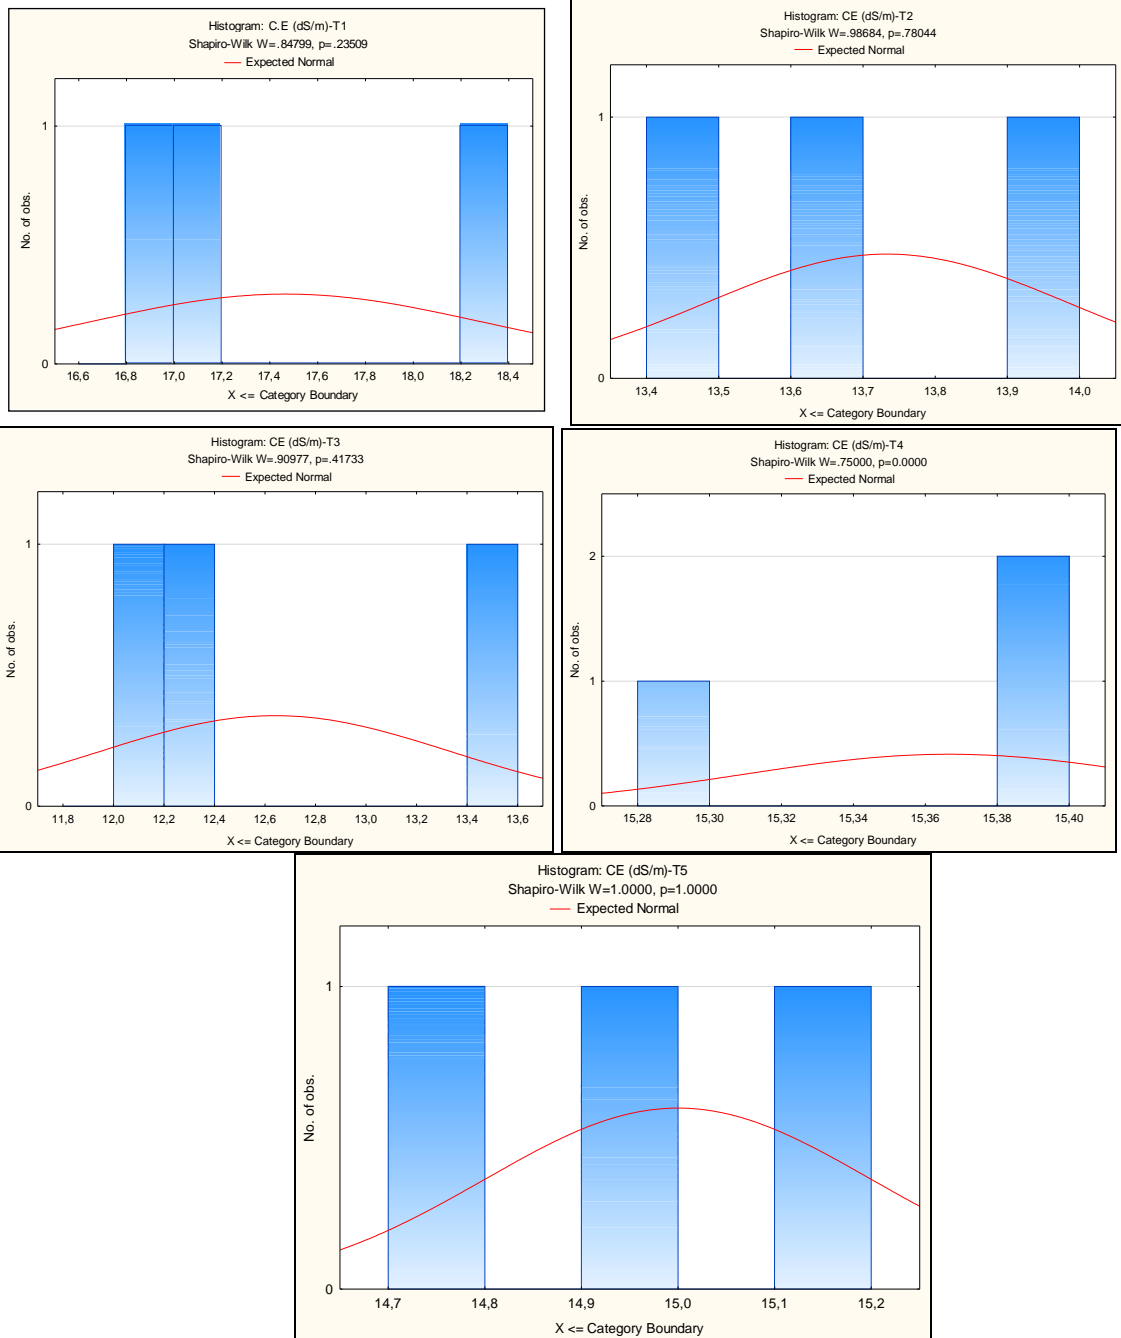 Histogram: C.E (dS/m)-T1
Shapiro-Wilk W=.84799, p=.23509
Expected Normal
No. of obs.
1
0
16,6 16,8 17,0 17,2 17,4 17,6 17,8 18,0 18,2 18,4
X <= Category Boundary
Histogram: CE (dS/m)-T2
Shapiro-Wilk W=.98684, p=.78044
Expected Normal
No. of obs.
1
0
13,4 13,5 13,6 13,7 13,8 13,9 14,0
X <= Category Boundary
Histogram: CE (dS/m)-T3
Shapiro-Wilk W=.90977, p=.41733
Expected Normal
No. of obs.
1
0
11,8 12,0 12,2 12,4 12,6 12,8 13,0 13,2 13,4 13,6
X <= Category Boundary
Histogram: CE (dS/m)-T4
Shapiro-Wilk W=.75000, p=0.0000
Expected Normal
No. of obs.
2
1
0
15,28 15,30 15,32 15,34 15,36 15,38 15,40
X <= Category Boundary
Histogram: CE (dS/m)-T5
Shapiro-Wilk W=1.0000, p=1.0000
Expected Normal
No. of obs.
1
0
14,7 14,8 14,9 15,0 15,1 15,2
X <= Category Boundary